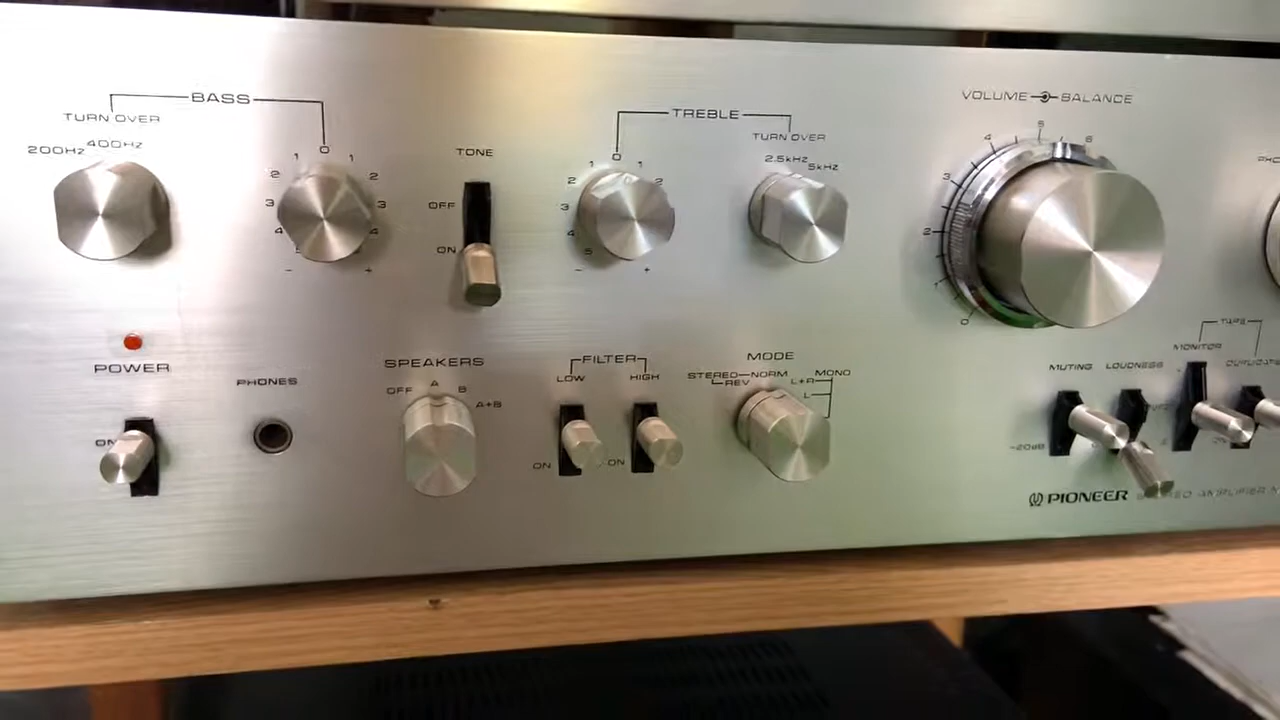 BASS
TURN OVER
200Hz 400Hz
1 0 1
2 2
3 3
4 4
- +
TONE
OFF
ON
TREBLE
TURN OVER
1 0 1
2 2
3
4
5
- +
2.5kHz 5kHz
VOLUME BALANCE
0 2 3 4 5 6
POWER
ON
PHONES
SPEAKERS
OFF A B A+B
FILTER
LOW HIGH
ON ON
MODE
STEREO NORM MONO
REV L+R
L
MUTING LOUDNESS
-20dB
TAPE
MONITOR DUPLICATE
PIONEER STEREO AMPLIFIER